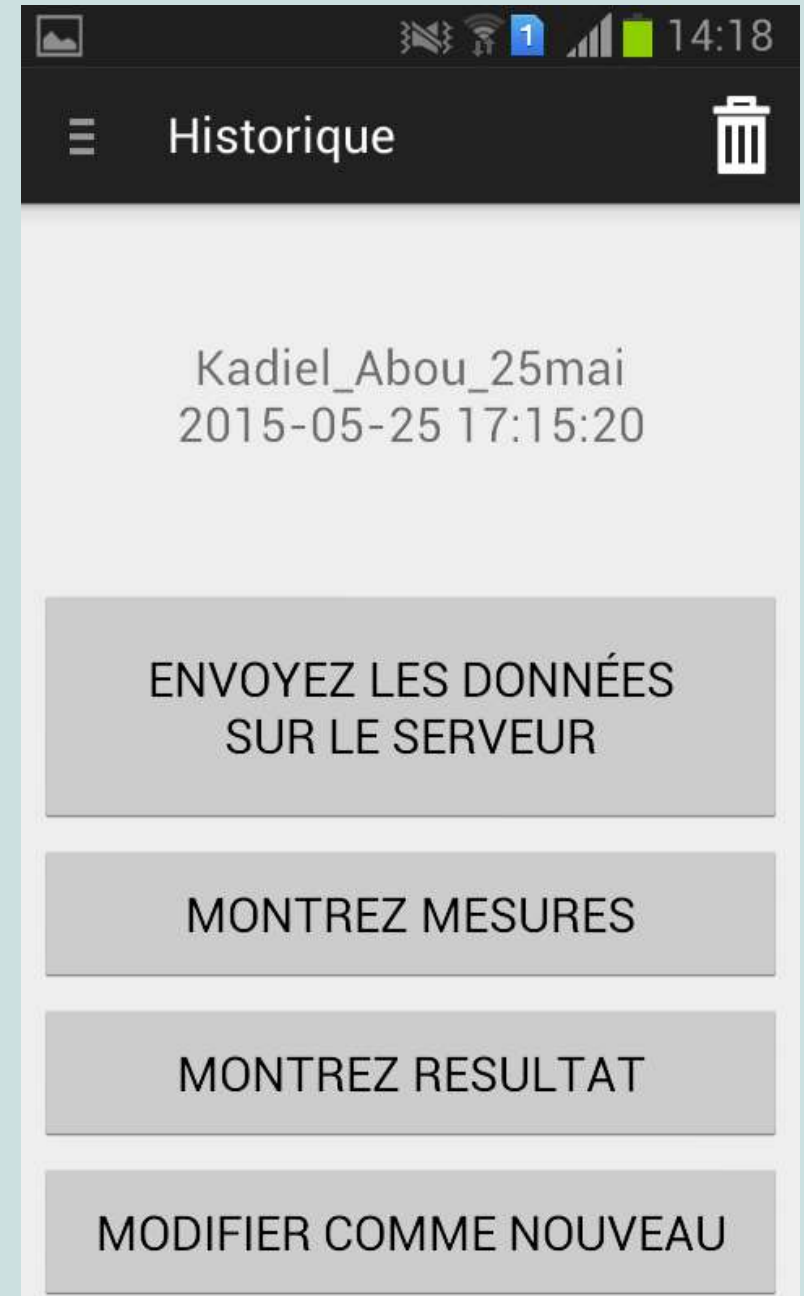 1 14:18
Historique
Kadiel_Abou_25mai
2015-05-25 17:15:20
ENVOYEZ LES DONNÉES
SUR LE SERVEUR
MONTREZ MESURES
MONTREZ RESULTAT
MODIFIER COMME NOUVEAU